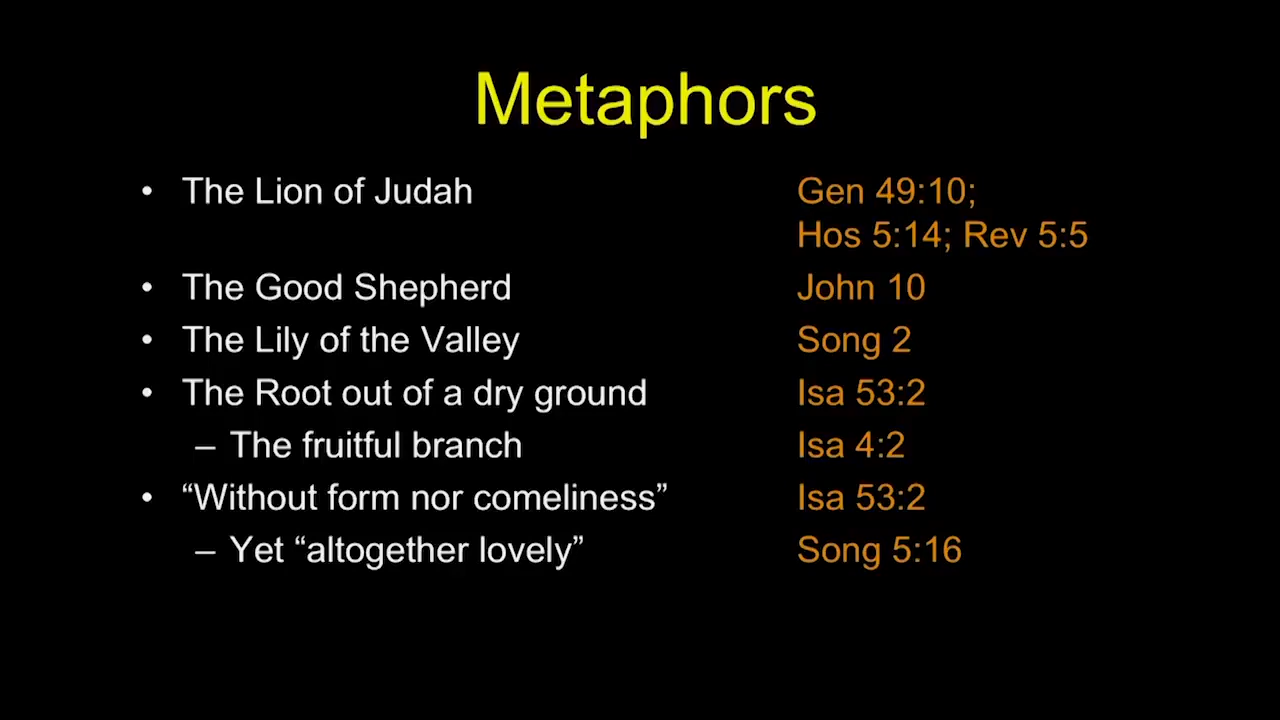 Metaphors
• The Lion of Judah Gen 49:10;
Hos 5:14; Rev 5:5
• The Good Shepherd John 10
• The Lily of the Valley Song 2
• The Root out of a dry ground Isa 53:2
– The fruitful branch Isa 4:2
• “Without form nor comeliness” Isa 53:2
– Yet “altogether lovely” Song 5:16